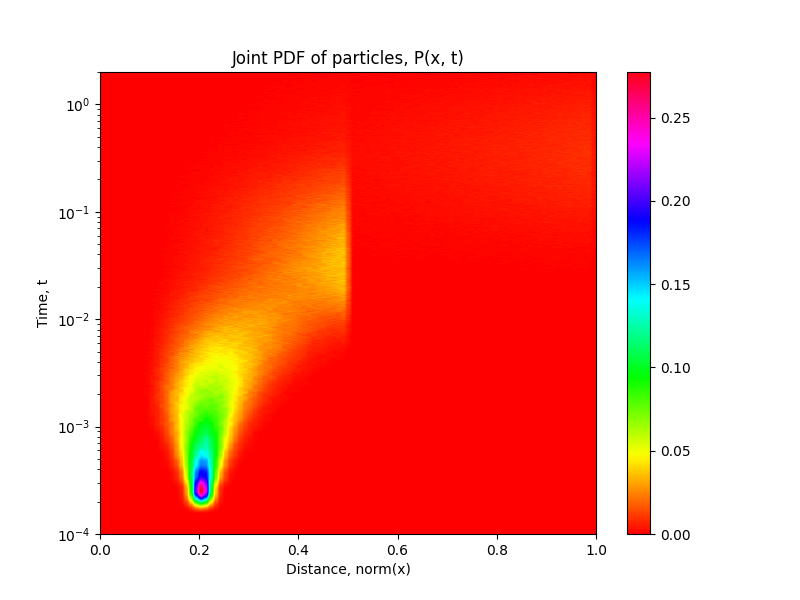 Joint PDF of particles, P(x, t)
Time, t
10⁰
10⁻¹
10⁻²
10⁻³
10⁻⁴
0.0 0.2 0.4 0.6 0.8 1.0
Distance, norm(x)
0.25
0.20
0.15
0.10
0.05
0.00